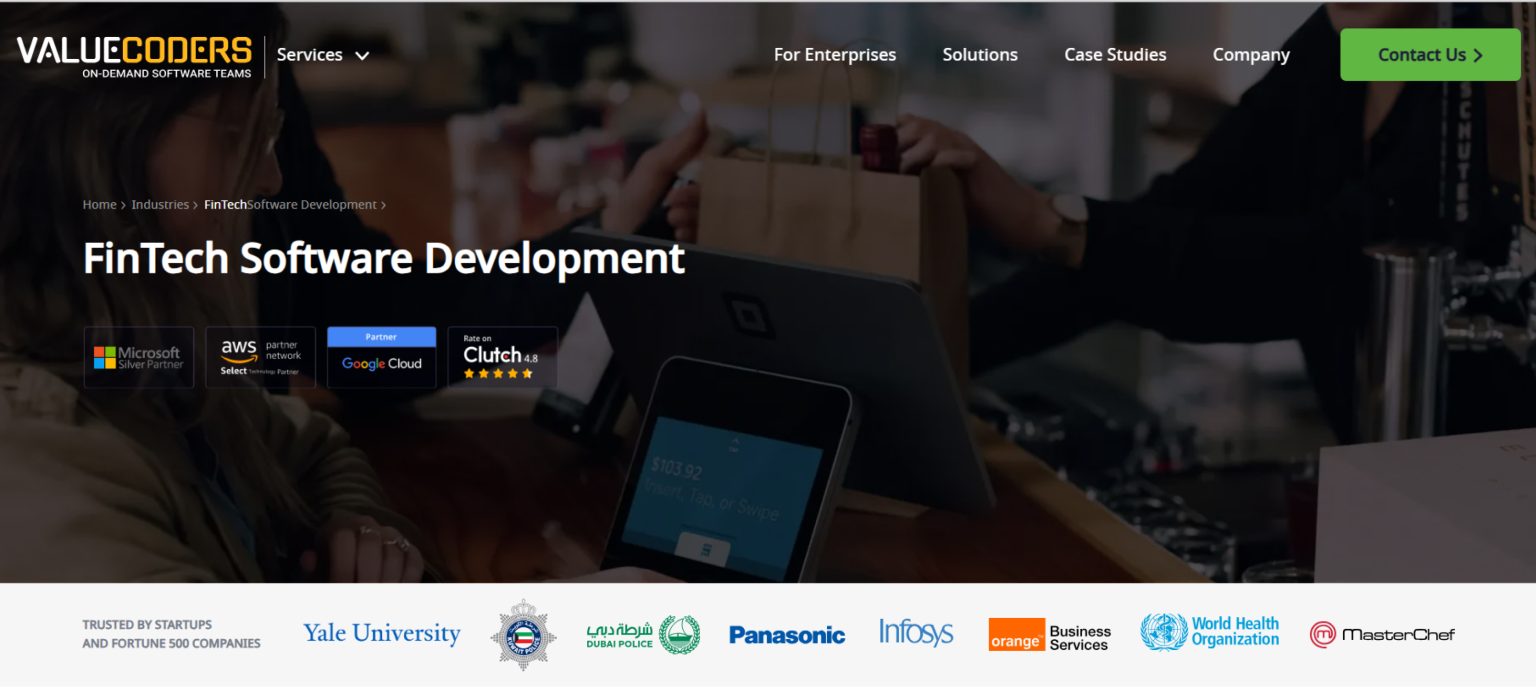 VALUECODERS
ON-DEMAND SOFTWARE TEAMS
Services
For Enterprises
Solutions
Case Studies
Company
Contact Us
Home > Industries > FinTechSoftware Development >
FinTech Software Development
Microsoft
Silver Partner
aws partner
network
Select Technology Partner
Partner
Google Cloud
Rate on
Clutch 4.8
$103.92
Insert, Tap, or Swipe
SCHUTES
TRUSTED BY STARTUPS
AND FORTUNE 500 COMPANIES
Yale University
KUWAIT POLICE
شرطة دبي
DUBAI POLICE
Panasonic
Infosys
orange™
Business
Services
World Health
Organization
m MasterChef